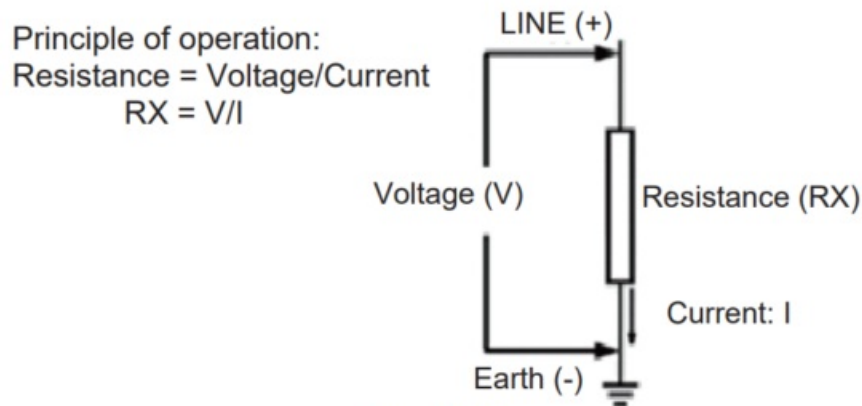 Principle of operation:
Resistance = Voltage/Current
RX = V/I
LINE (+)
Voltage (V)
Resistance (RX)
Current: I
Earth (-)